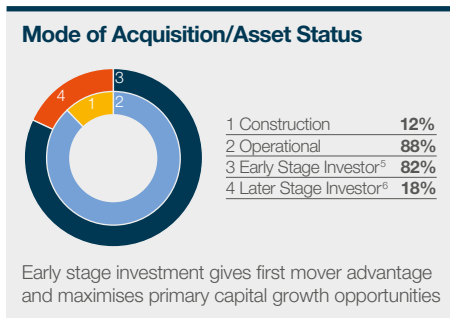 Mode of Acquisition/Asset Status
3
4
1
2
1 Construction 12%
2 Operational 88%
3 Early Stage Investor⁵ 82%
4 Later Stage Investor⁶ 18%
Early stage investment gives first mover advantage
and maximises primary capital growth opportunities